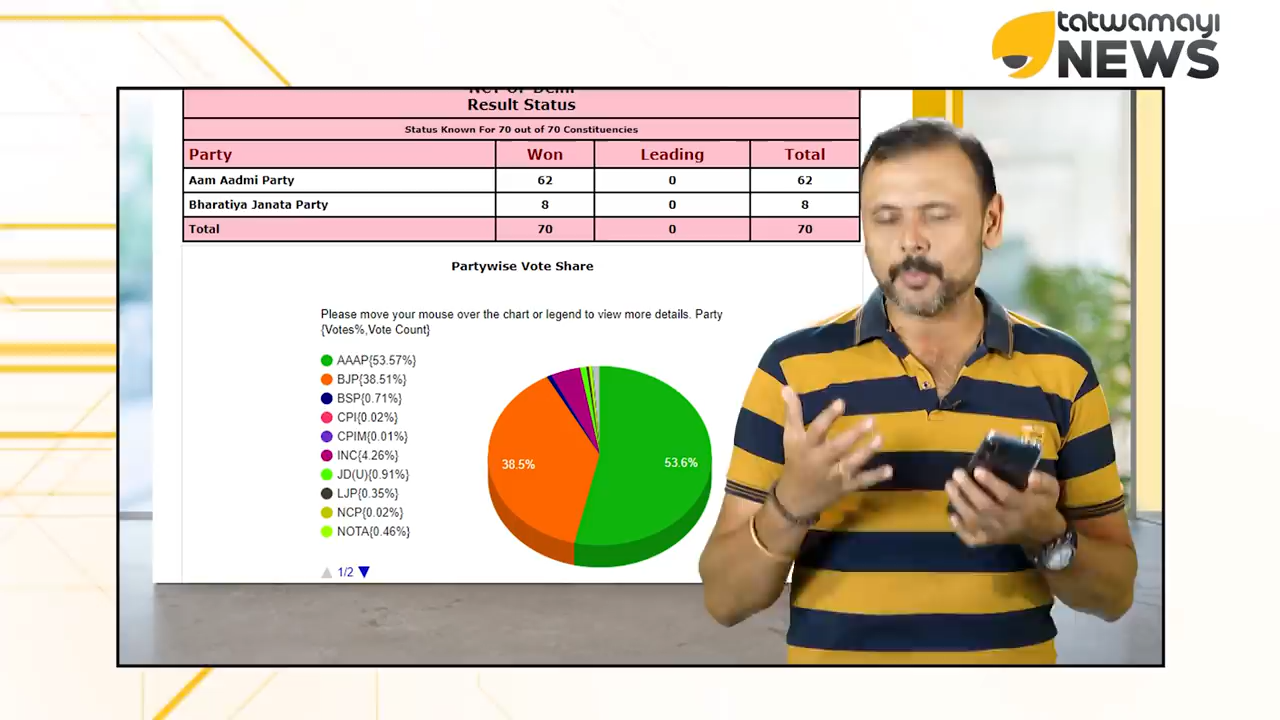 tatwamayi
NEWS
NCT OF Delhi
Result Status
Status Known For 70 out of 70 Constituencies
Party Won Leading Total
Aam Aadmi Party 62 0 62
Bharatiya Janata Party 8 0 8
Total 70 0 70
Partywise Vote Share
Please move your mouse over the chart or legend to view more details. Party
{Votes%,Vote Count}
AAAP{53.57%}
BJP{38.51%}
BSP{0.71%}
CPI{0.02%}
CPIM{0.01%}
INC{4.26%}
JD(U){0.91%}
LJP{0.35%}
NCP{0.02%}
NOTA{0.46%}
38.5%
53.6%
1/2